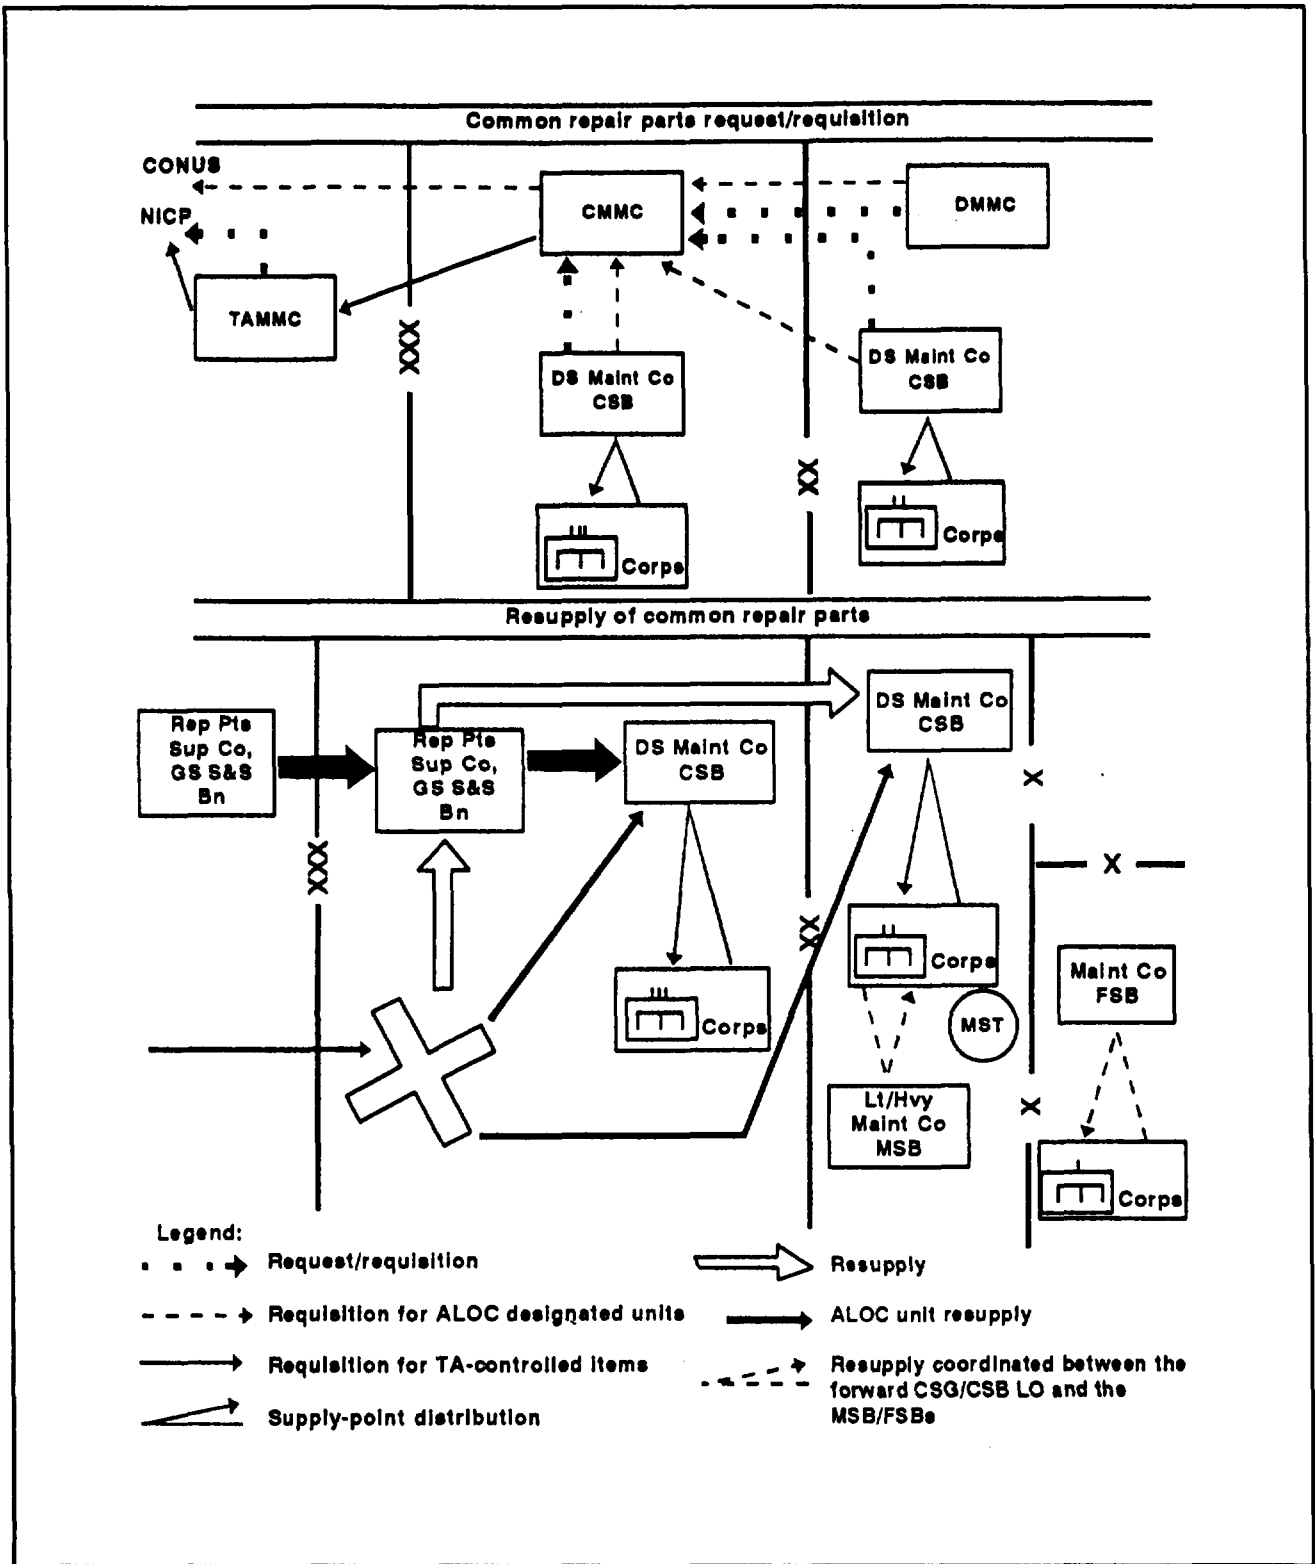 Common repair parts request/requisition
CONUS
NICP
TAMMC
XXX
CMMC
DMMC
DS Maint Co
CSB
Corps
XX
DS Maint Co
CSB
Corps
Resupply of common repair parts
Rep Pts
Sup Co,
GS S&S
Bn
XXX
Rep Pts
Sup Co,
GS S&S
Bn
DS Maint Co
CSB
Corps
XX
DS Maint Co
CSB
Corps
MST
Lt/Hvy
Maint Co
MSB
X
X
X
Maint Co
FSB
Corps
Legend:
Request/requisition
Requisition for ALOC designated units
Requisition for TA-controlled items
Supply-point distribution
Resupply
ALOC unit resupply
Resupply coordinated between the
forward CSG/CSB LO and the
MSB/FSBs